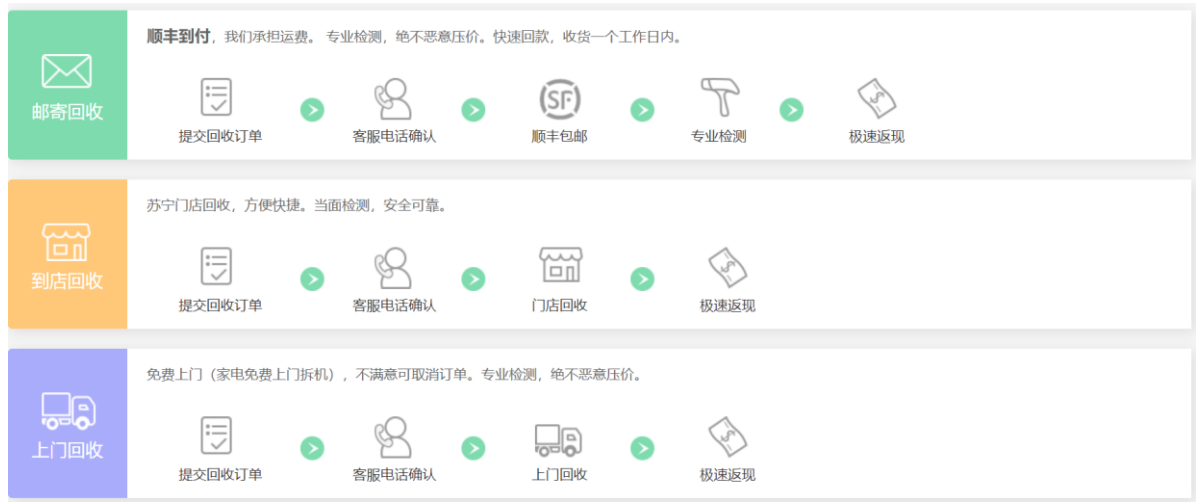 顺丰到付，我们承担运费。 专业检测，绝不恶意压价。快速回款，收货一个工作日内。
邮寄回收
SF
提交回收订单 客服电话确认 顺丰包邮 专业检测 极速返现
苏宁门店回收，方便快捷。当面检测，安全可靠。
到店回收
提交回收订单 客服电话确认 门店回收 极速返现
免费上门（家电免费上门拆机），不满意可取消订单。专业检测，绝不恶意压价。
上门回收
提交回收订单 客服电话确认 上门回收 极速返现